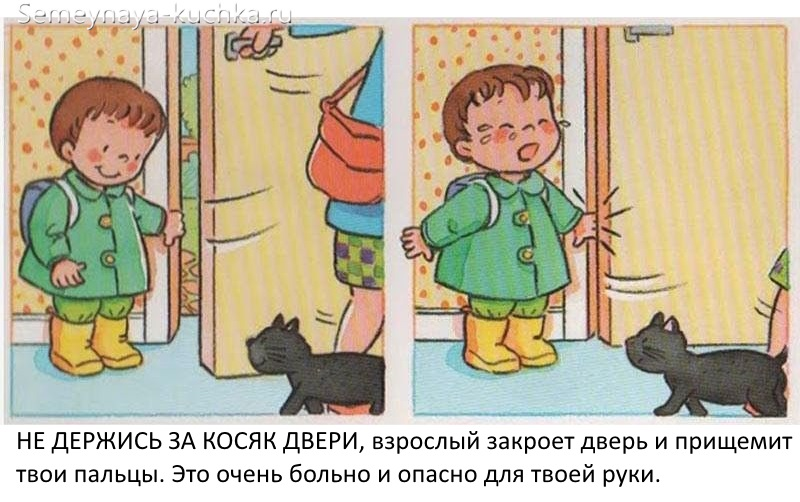 Semeynaya-kuchka.ru
НЕ ДЕРЖИСЬ ЗА КОСЯК ДВЕРИ, взрослый закроет дверь и прищемит
твои пальцы. Это очень больно и опасно для твоей руки.